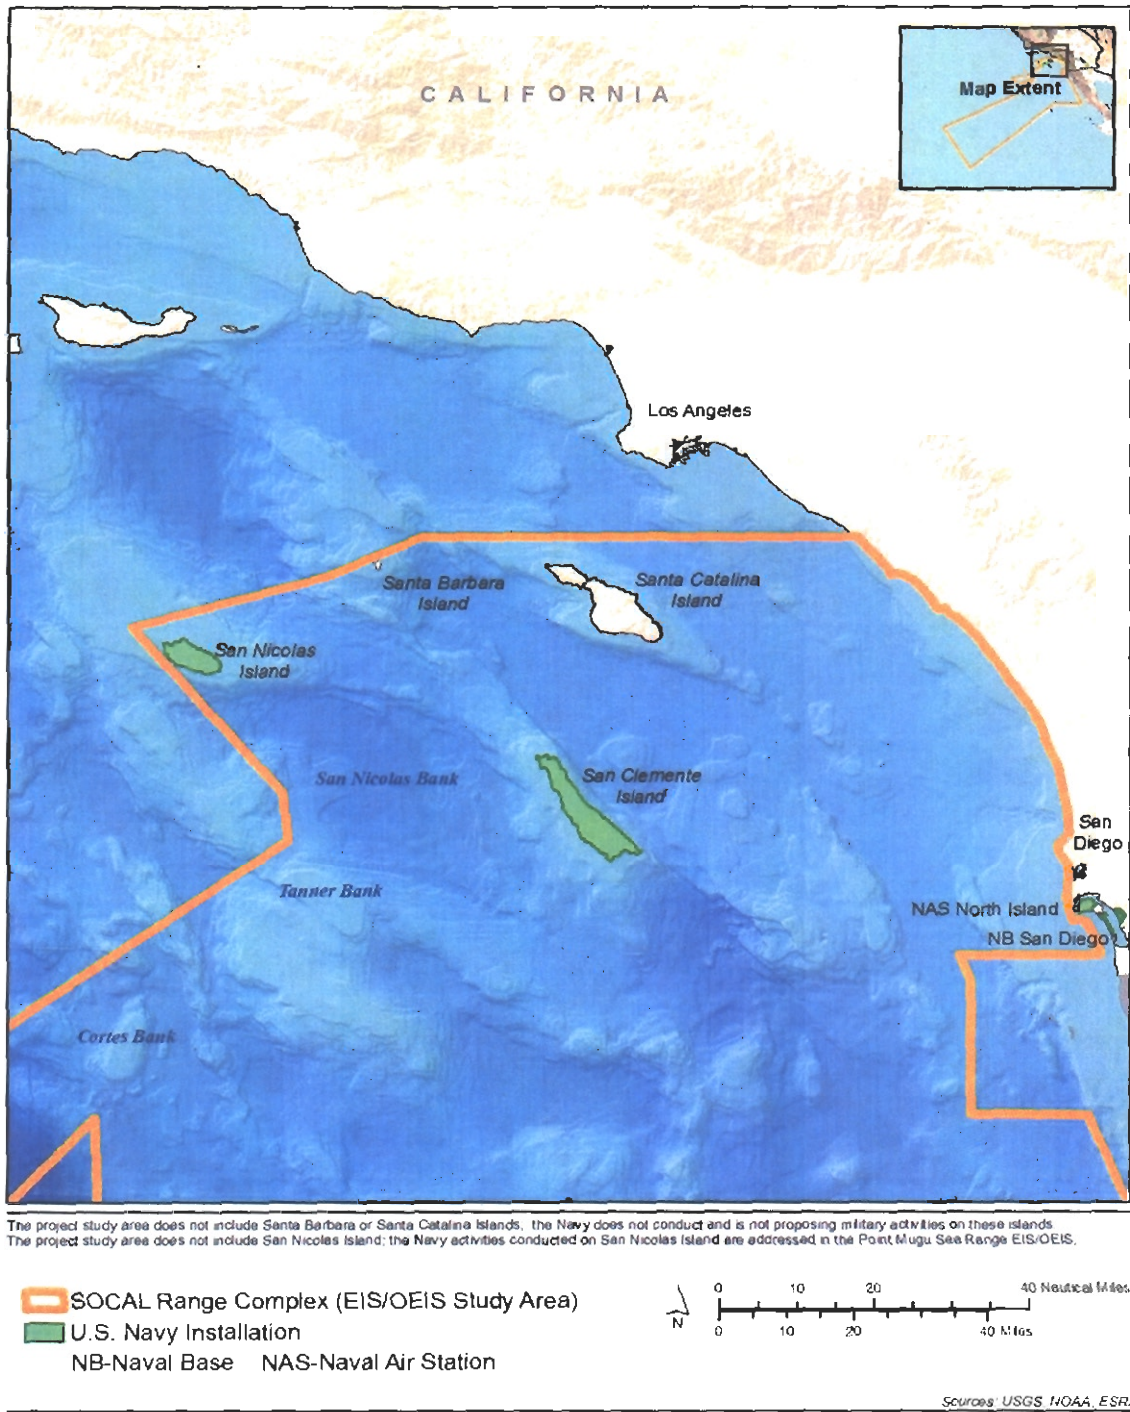 CALIFORNIA
Map Extent
Los Angeles
Santa Barbara
Island
Santa Catalina
Island
San Nicolas
Island
San Nicolas Bank
San Clemente
Island
San
Diego
Tanner Bank
NAS North Island
NB San Diego
Cortes Bank
The project study area does not include Santa Barbara or Santa Catalina Islands, the Navy does not conduct and is not proposing military activities on these islands
The project study area does not include San Nicolas Island; the Navy activities conducted on San Nicolas Island are addressed in the Point Mugu Sea Range EIS/OEIS.
SOCAL Range Complex (EIS/OEIS Study Area)
U.S. Navy Installation
NB-Naval Base NAS-Naval Air Station
N
0 10 20 40 Nautical Miles
0 10 20 40 Miles
Sources: USGS, NOAA, ESRI